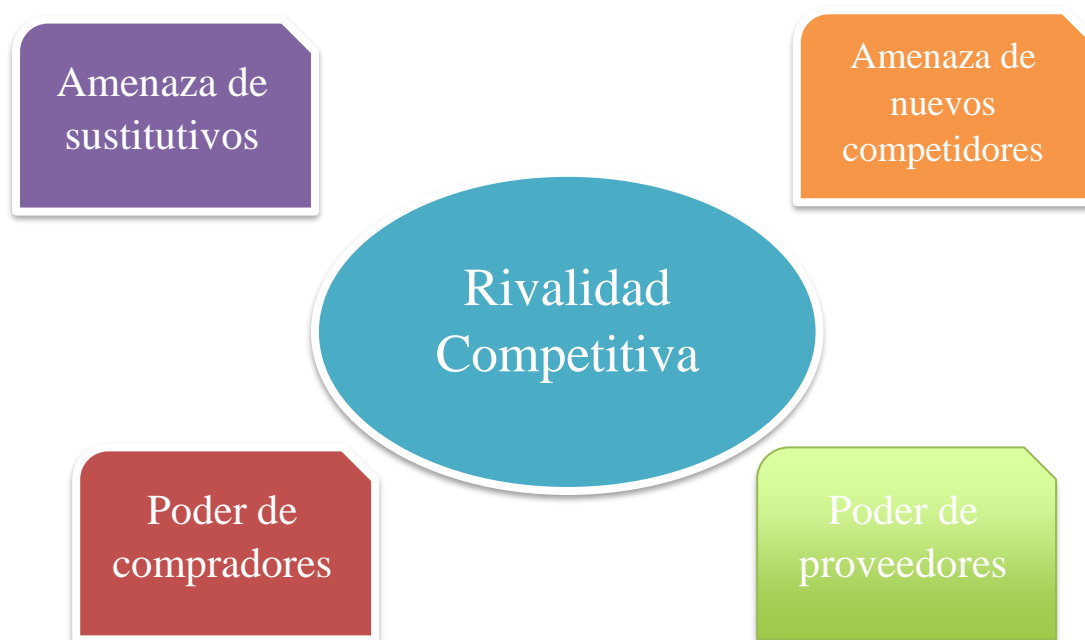 Amenaza de
sustitutivos
Amenaza de
nuevos
competidores
Rivalidad
Competitiva
Poder de
compradores
Poder de
proveedores